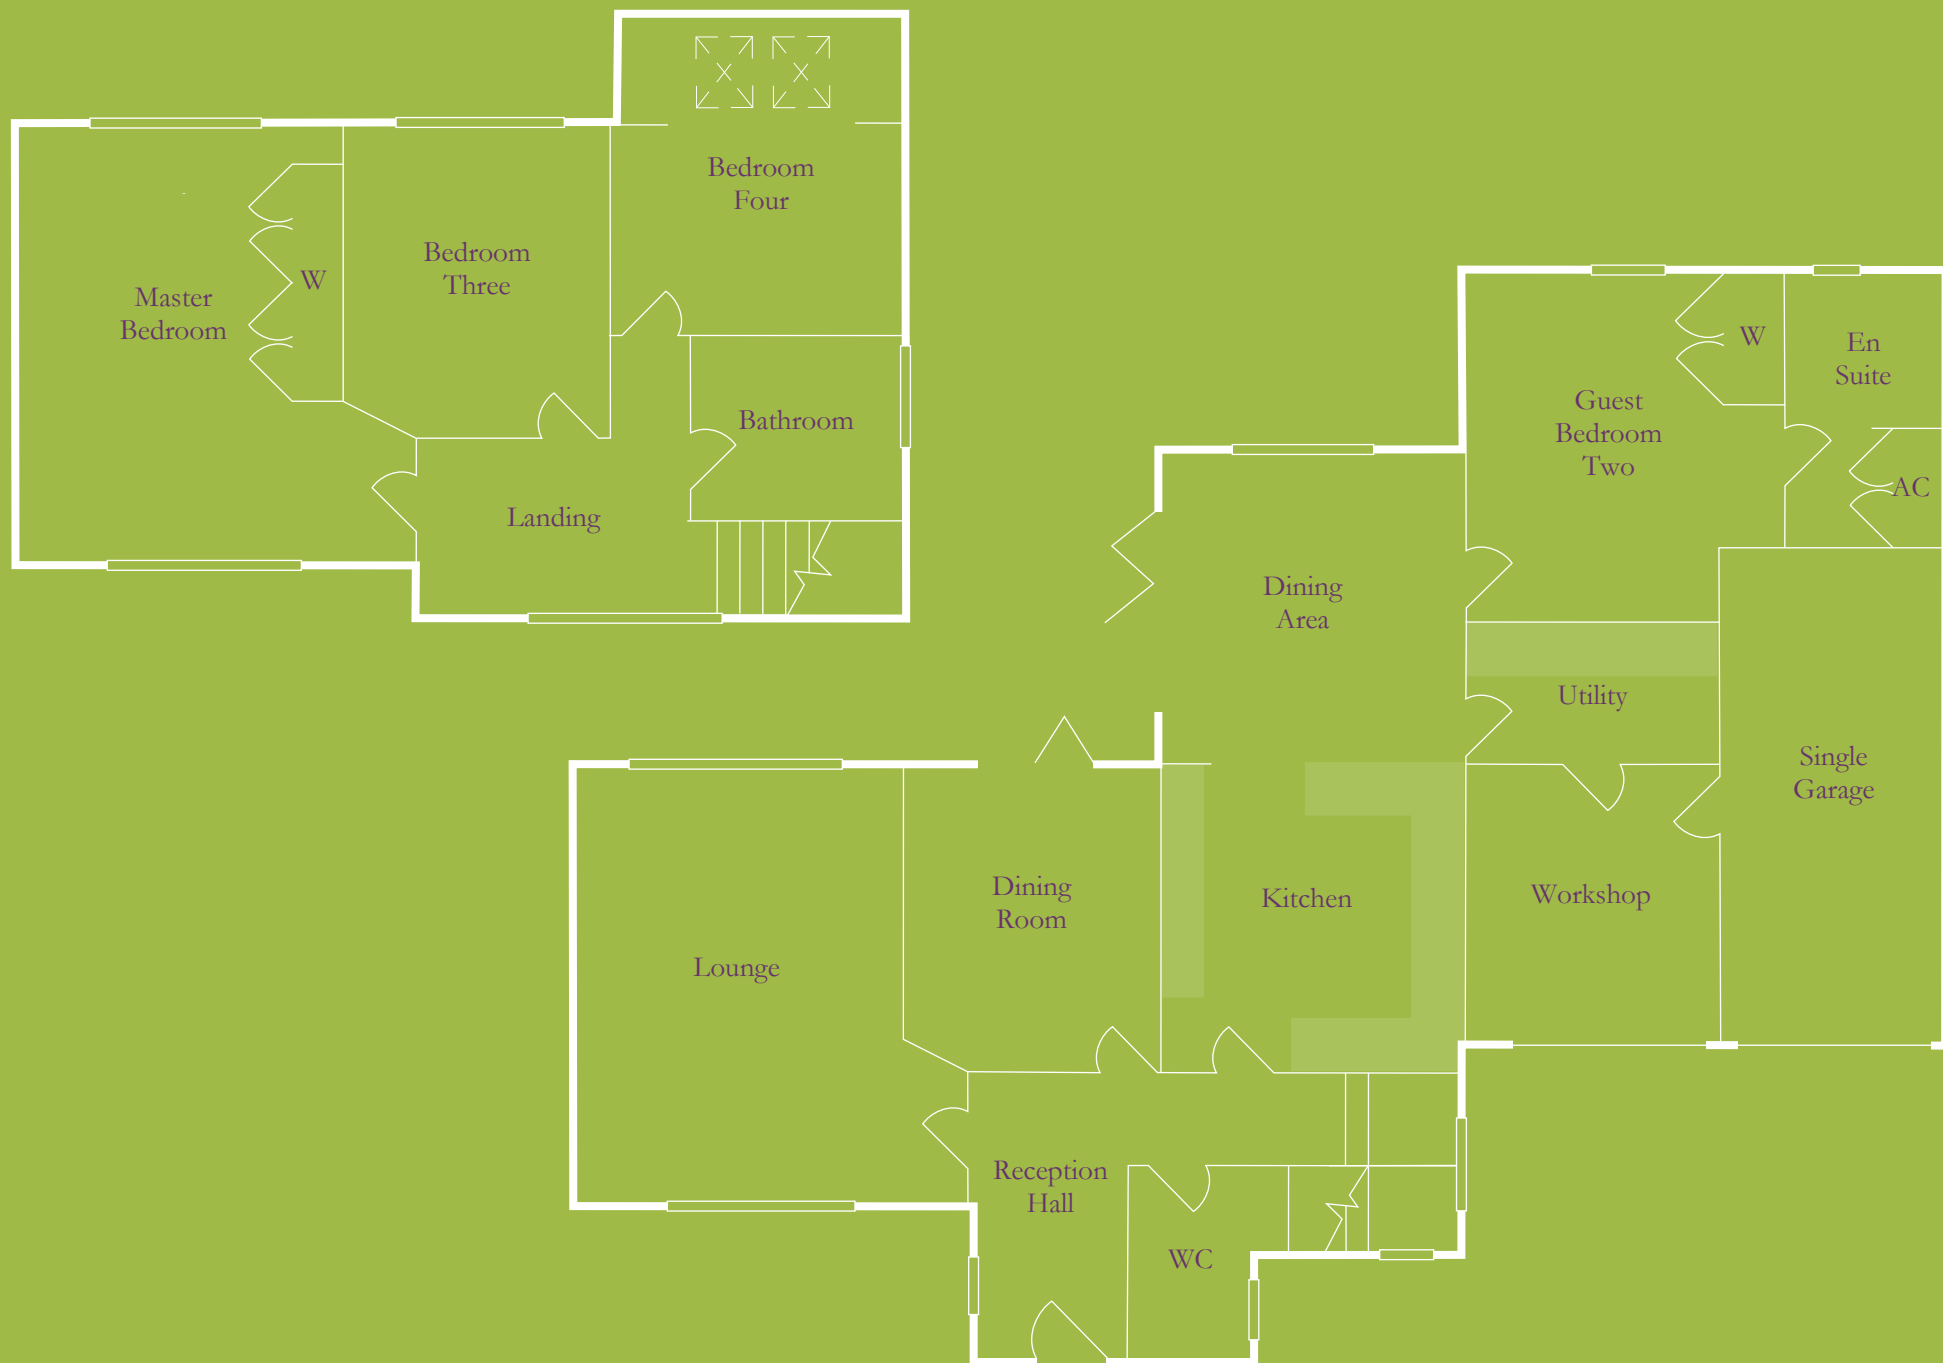 Bedroom
Four
Bedroom
Three
W
Master
Bedroom
Bathroom
Landing
W
En
Suite
Guest
Bedroom
Two
AC
Dining
Area
Utility
Single
Garage
Dining
Room
Kitchen
Workshop
Lounge
Reception
Hall
WC